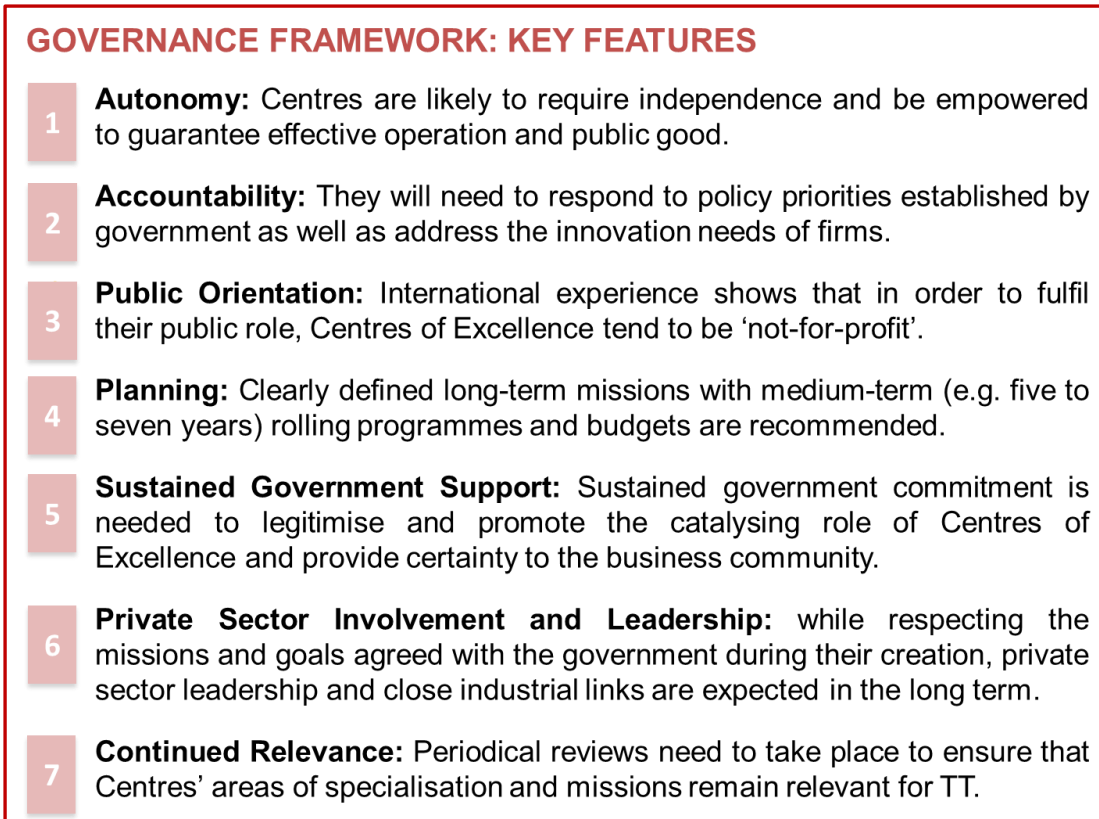 GOVERNANCE FRAMEWORK: KEY FEATURES
1 Autonomy: Centres are likely to require independence and be empowered
to guarantee effective operation and public good.
2 Accountability: They will need to respond to policy priorities established by
government as well as address the innovation needs of firms.
3 Public Orientation: International experience shows that in order to fulfil
their public role, Centres of Excellence tend to be ‘not-for-profit’.
4 Planning: Clearly defined long-term missions with medium-term (e.g. five to
seven years) rolling programmes and budgets are recommended.
5 Sustained Government Support: Sustained government commitment is
needed to legitimise and promote the catalysing role of Centres of
Excellence and provide certainty to the business community.
6 Private Sector Involvement and Leadership: while respecting the
missions and goals agreed with the government during their creation, private
sector leadership and close industrial links are expected in the long term.
7 Continued Relevance: Periodical reviews need to take place to ensure that
Centres’ areas of specialisation and missions remain relevant for TT.